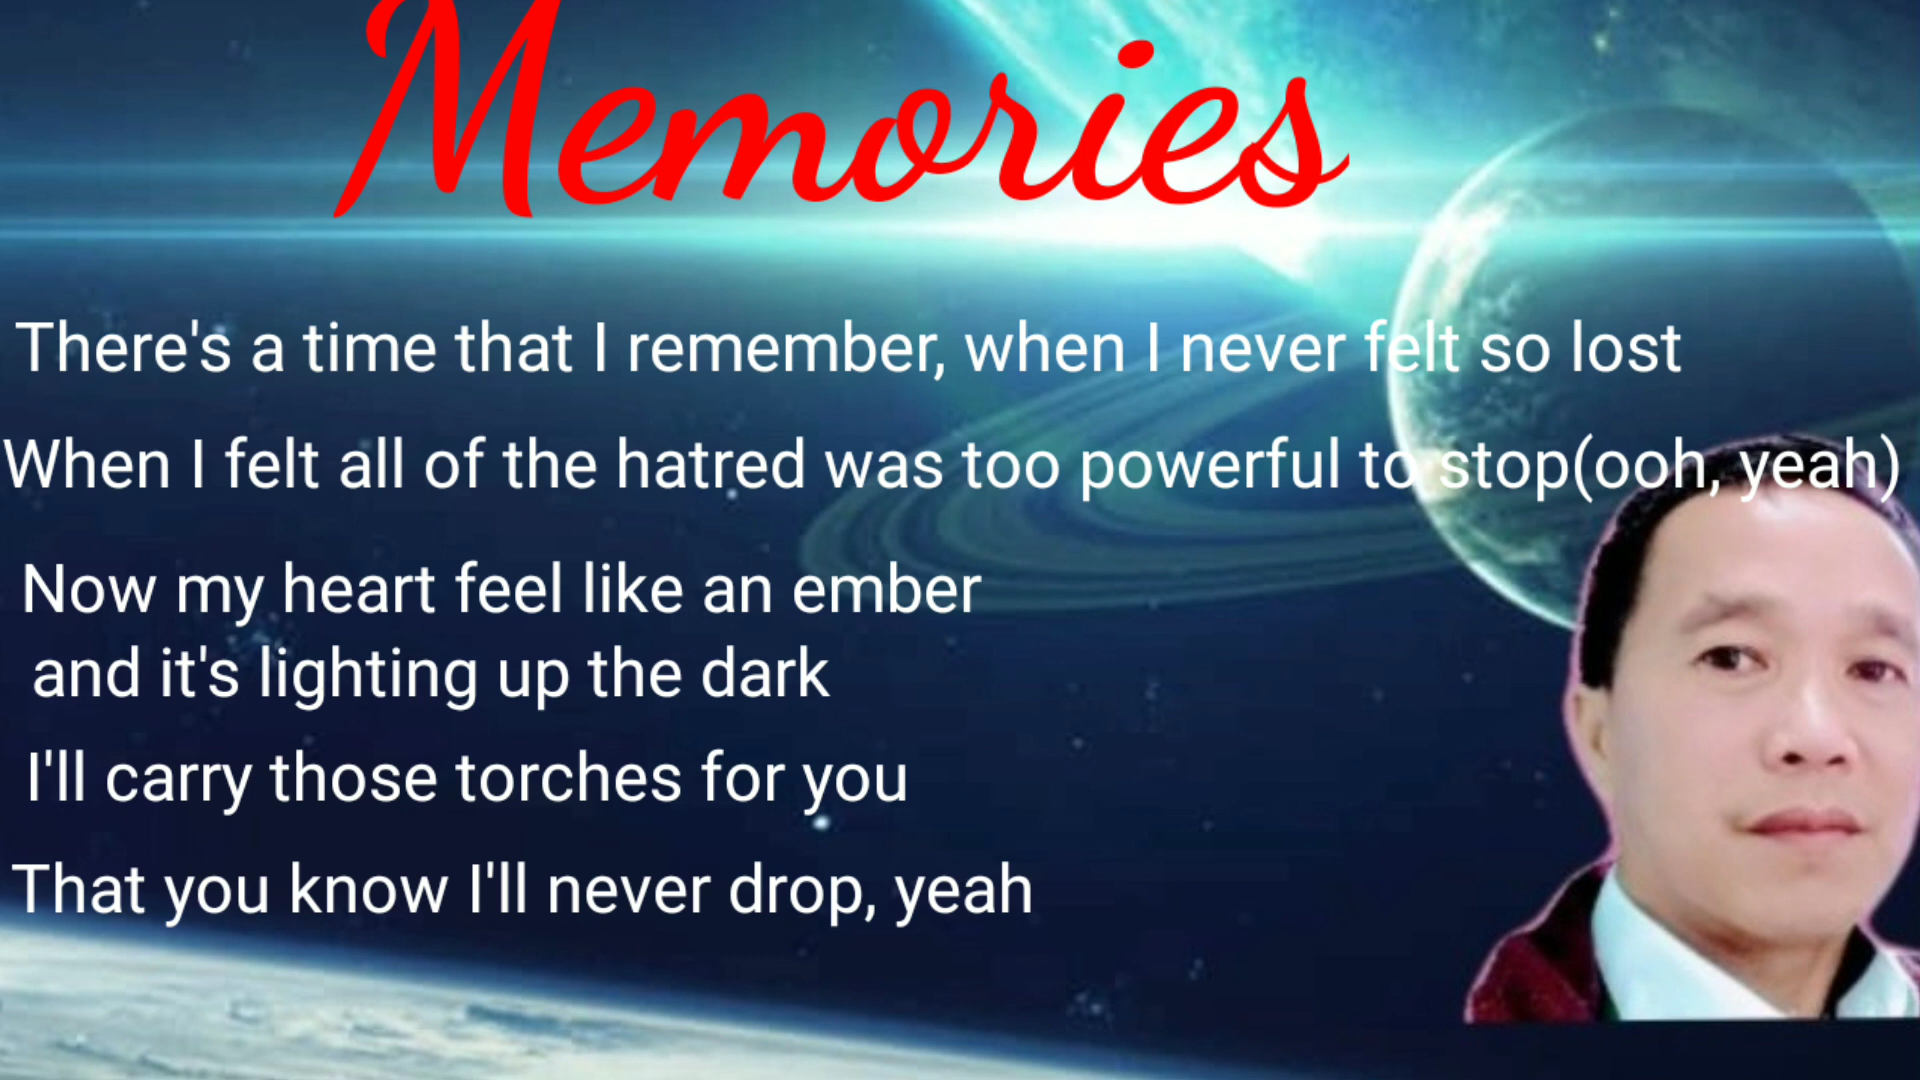 Memories
There's a time that I remember, when I never felt so lost
When I felt all of the hatred was too powerful to stop(ooh, yeah)
Now my heart feel like an ember
and it's lighting up the dark
I'll carry those torches for you
That you know I'll never drop, yeah